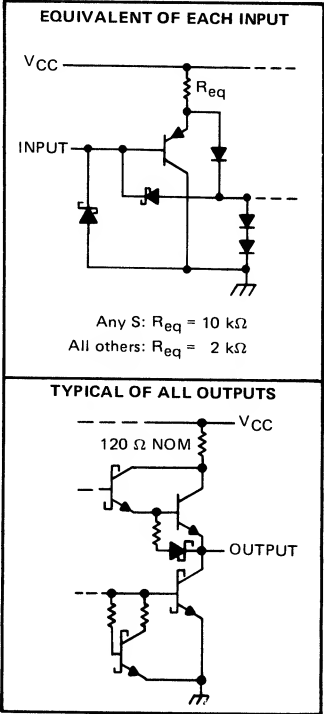 EQUIVALENT OF EACH INPUT
VCC
Req
INPUT
Any S: Req = 10 kΩ
All others: Req = 2 kΩ
TYPICAL OF ALL OUTPUTS
VCC
120 Ω NOM
OUTPUT